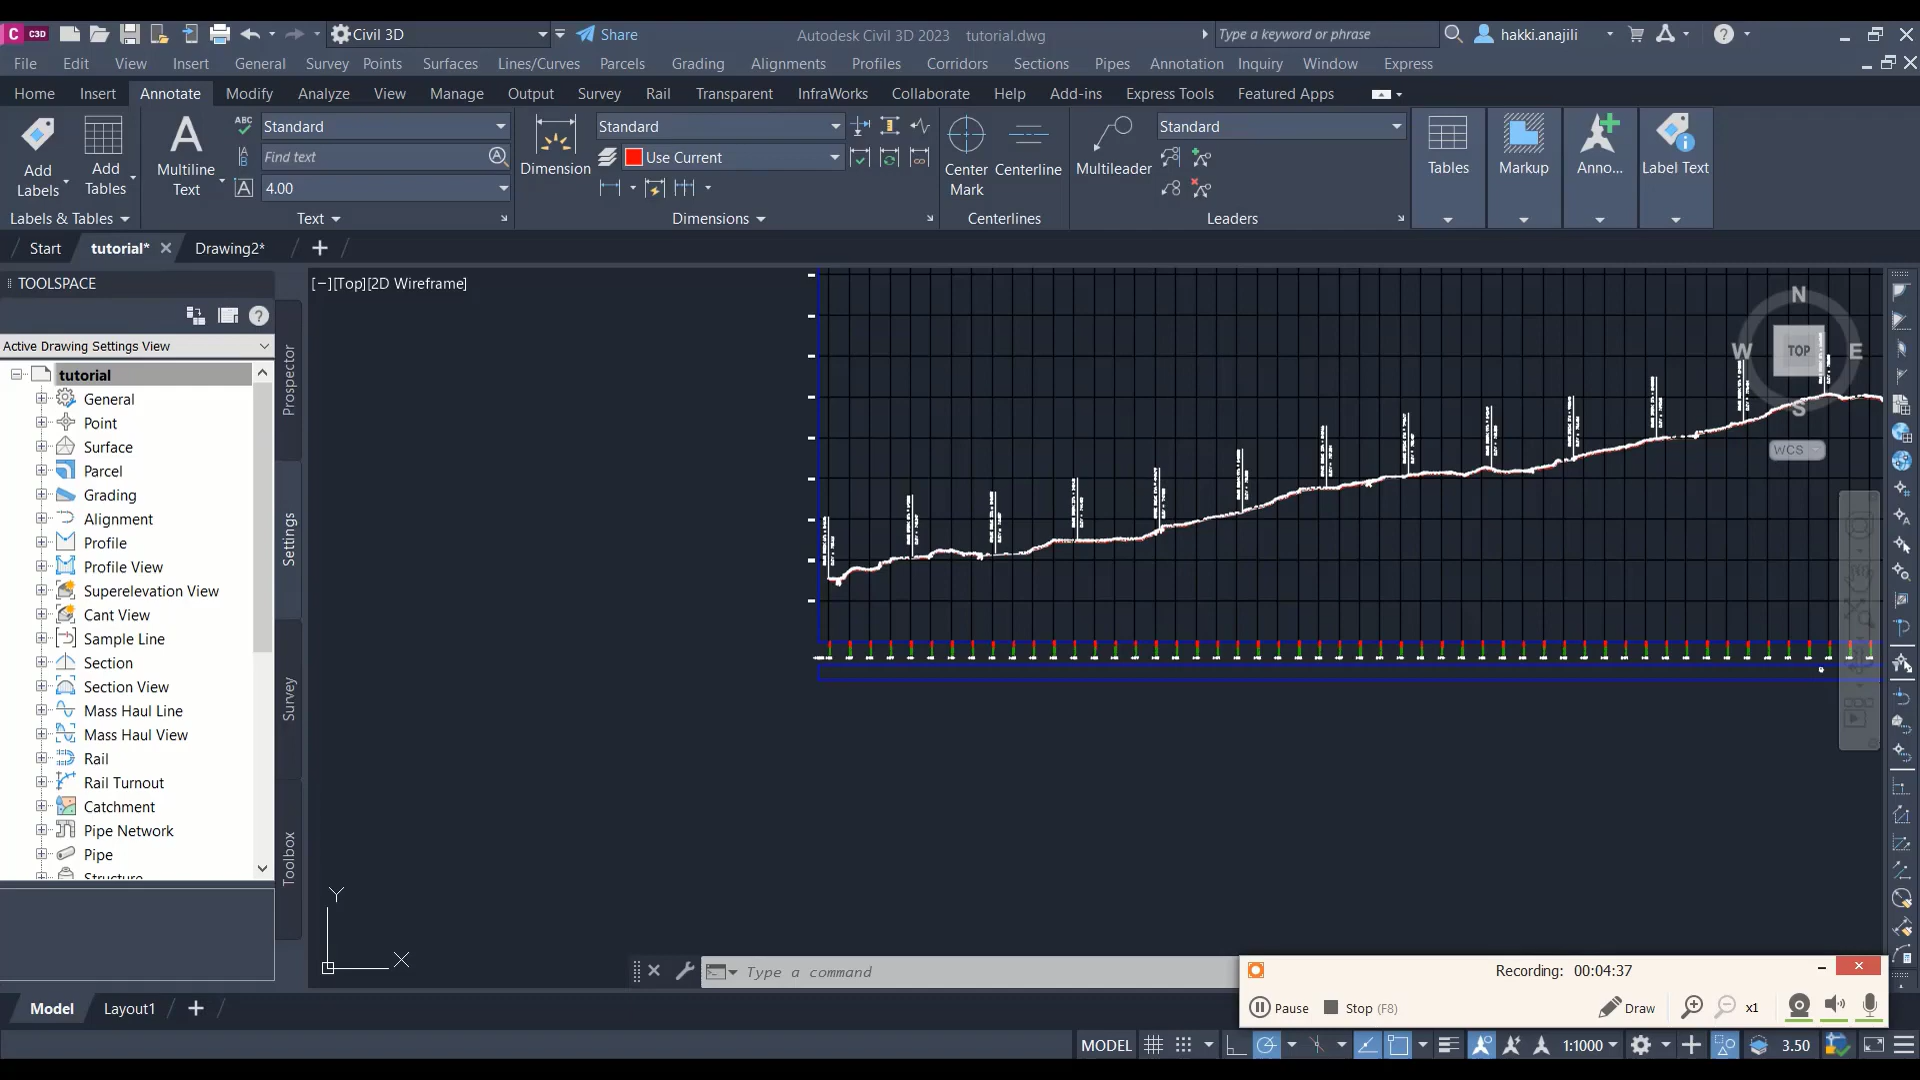 C C3D Civil 3D Share Autodesk Civil 3D 2023 tutorial.dwg Type a keyword or phrase hakki.anajili
File Edit View Insert General Survey Points Surfaces Lines/Curves Parcels Grading Alignments Profiles Corridors Sections Pipes Annotation Inquiry Window Express
Home Insert Annotate Modify Analyze View Manage Output Survey Rail Transparent InfraWorks Collaborate Help Add-ins Express Tools Featured Apps
Add Labels
Add Tables
Labels & Tables
Multiline Text
ABC Standard
Find text
4.00
Text
Dimension
Standard
Use Current
Dimensions
Center Mark
Centerline
Centerlines
Multileader
Standard
Leaders
Tables
Markup
Anno...
Label Text
Start tutorial* Drawing2*
TOOLSPACE
Active Drawing Settings View
tutorial
General
Point
Surface
Parcel
Grading
Alignment
Profile
Profile View
Superelevation View
Cant View
Sample Line
Section
Section View
Mass Haul Line
Mass Haul View
Rail
Rail Turnout
Catchment
Pipe Network
Pipe
Structure
Prospector
Settings
Survey
Toolbox
[−][Top][2D Wireframe]
N
W TOP E
S
WCS
Y
X
Type a command
Recording: 00:04:37
Pause Stop (F8) Draw x1
Model Layout1
MODEL 1:1000 3.50